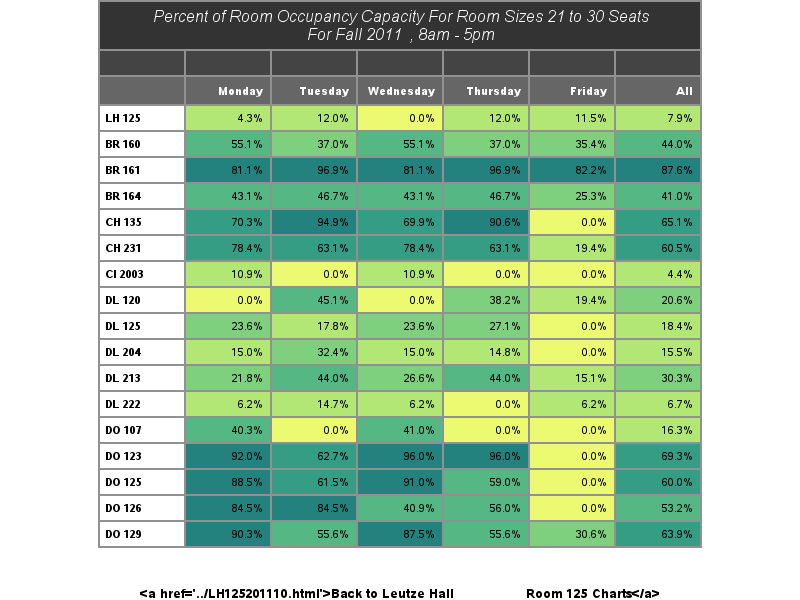 Percent of Room Occupancy Capacity For Room Sizes 21 to 30 Seats
For Fall 2011 , 8am - 5pm
Monday Tuesday Wednesday Thursday Friday All
LH 125 4.3% 12.0% 0.0% 12.0% 11.5% 7.9%
BR 160 55.1% 37.0% 55.1% 37.0% 35.4% 44.0%
BR 161 81.1% 96.9% 81.1% 96.9% 82.2% 87.6%
BR 164 43.1% 46.7% 43.1% 46.7% 25.3% 41.0%
CH 135 70.3% 94.9% 69.9% 90.6% 0.0% 65.1%
CH 231 78.4% 63.1% 78.4% 63.1% 19.4% 60.5%
CI 2003 10.9% 0.0% 10.9% 0.0% 0.0% 4.4%
DL 120 0.0% 45.1% 0.0% 38.2% 19.4% 20.6%
DL 125 23.6% 17.8% 23.6% 27.1% 0.0% 18.4%
DL 204 15.0% 32.4% 15.0% 14.8% 0.0% 15.5%
DL 213 21.8% 44.0% 26.6% 44.0% 15.1% 30.3%
DL 222 6.2% 14.7% 6.2% 0.0% 6.2% 6.7%
DO 107 40.3% 0.0% 41.0% 0.0% 0.0% 16.3%
DO 123 92.0% 62.7% 96.0% 96.0% 0.0% 69.3%
DO 125 88.5% 61.5% 91.0% 59.0% 0.0% 60.0%
DO 126 84.5% 84.5% 40.9% 56.0% 0.0% 53.2%
DO 129 90.3% 55.6% 87.5% 55.6% 30.6% 63.9%
<a href='../LH125201110.html'>Back to Leutze Hall Room 125 Charts</a>